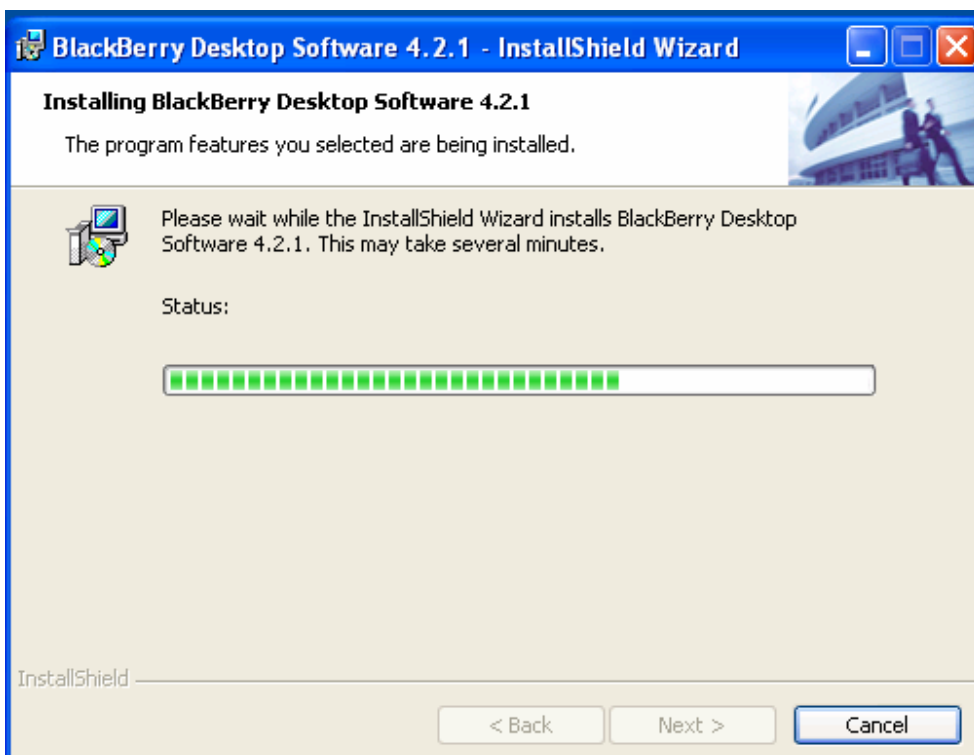 BlackBerry Desktop Software 4.2.1 - InstallShield Wizard
Installing BlackBerry Desktop Software 4.2.1
The program features you selected are being installed.
Please wait while the InstallShield Wizard installs BlackBerry Desktop
Software 4.2.1. This may take several minutes.
Status:
InstallShield
< Back
Next >
Cancel